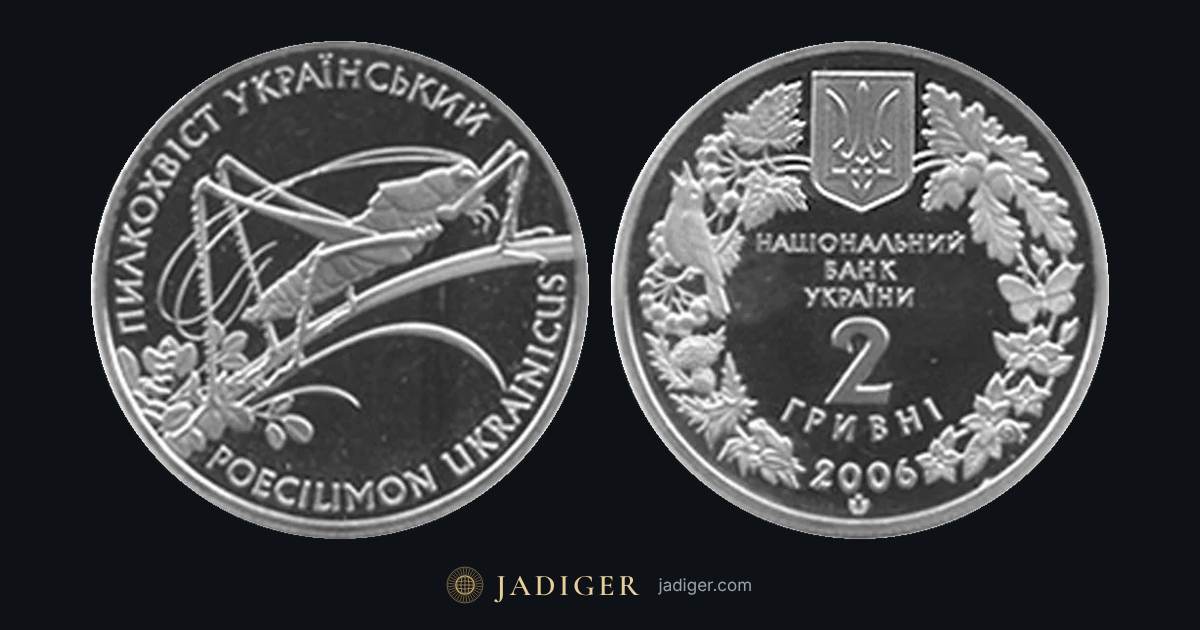 ПИЛКОХВІСТ УКРАЇНСЬКИЙ
POECILIMON UKRAINICUS
НАЦІОНАЛЬНИЙ
БАНК
УКРАЇНИ
2
ГРИВНІ
2006
JADIGER jadiger.com